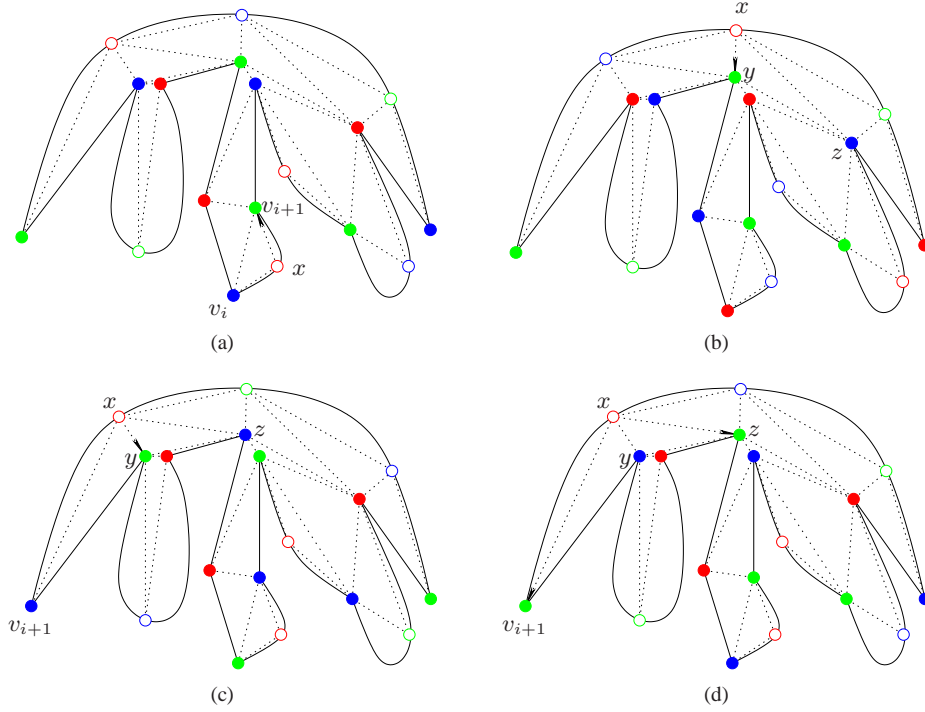 x
y
z
v_{i+1}
x
v_i
(a)
(b)
x
x
y
z
y
z
v_{i+1}
v_{i+1}
(c)
(d)